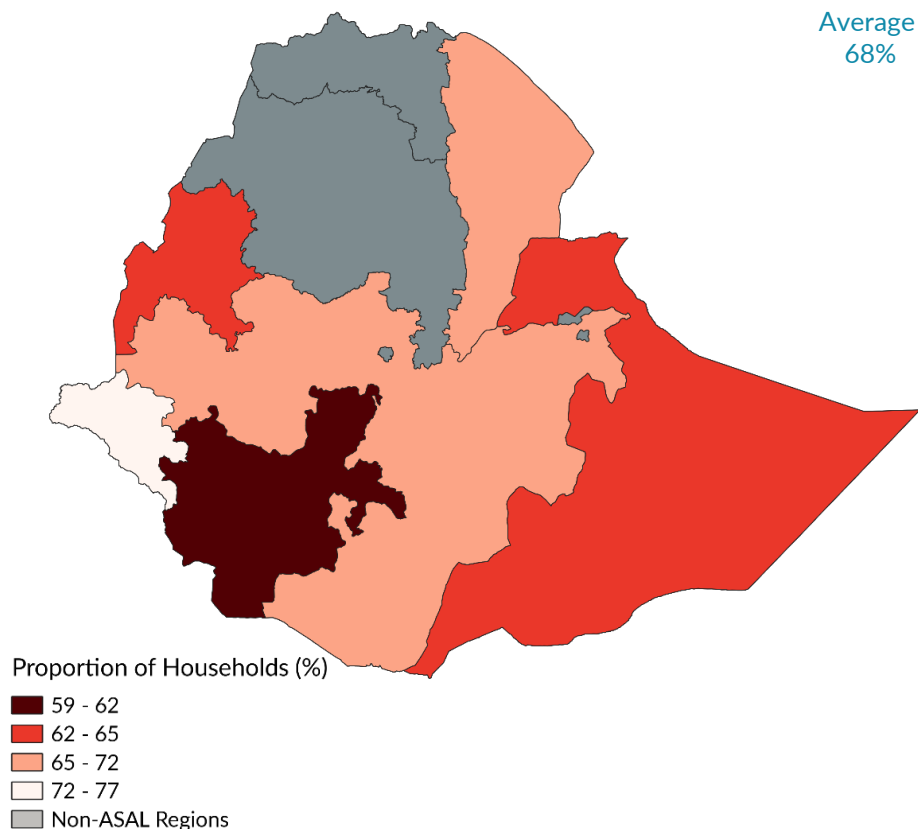 Average
68%
Proportion of Households (%)
59 - 62
62 - 65
65 - 72
72 - 77
Non-ASAL Regions